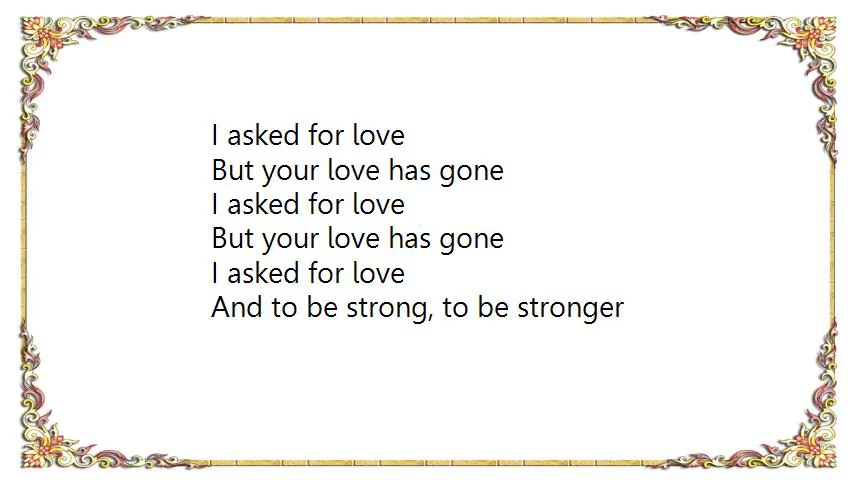 I asked for love
But your love has gone
I asked for love
But your love has gone
I asked for love
And to be strong, to be stronger